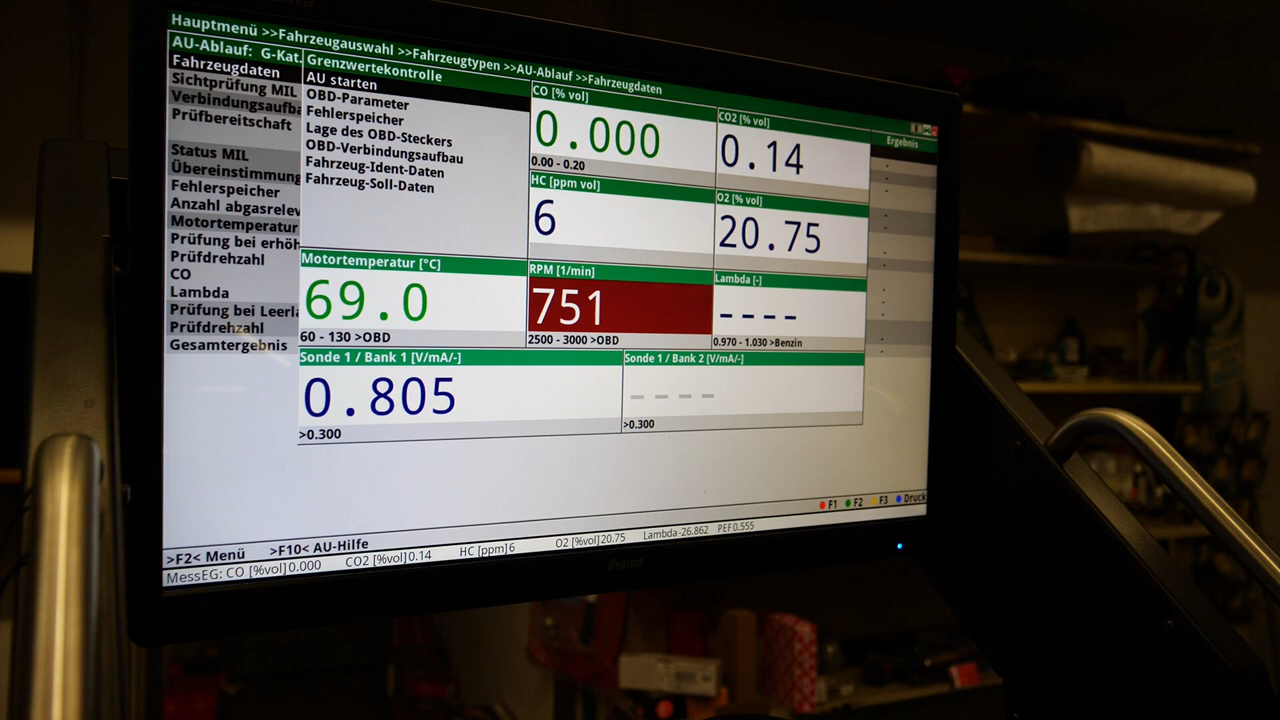 Hauptmenü >>Fahrzeugauswahl >>Fahrzeugtypen >>AU-Ablauf >>Fahrzeugdaten
AU-Ablauf: G-Kat.
Fahrzeugdaten
Sichtprüfung MIL
Verbindungsaufba
Prüfbereitschaft
Status MIL
Übereinstimmung
Fehlerspeicher
Anzahl abgasrelev
Motortemperatur
Prüfung bei erhöh
Prüfdrehzahl
CO
Lambda
Prüfung bei Leerla
Prüfdrehzahl
Gesamtergebnis
Grenzwertekontrolle
AU starten
OBD-Parameter
Fehlerspeicher
Lage des OBD-Steckers
OBD-Verbindungsaufbau
Fahrzeug-Ident-Daten
Fahrzeug-Soll-Daten
CO [% vol]
0.000
0.00 - 0.20
CO2 [% vol]
0.14
Ergebnis
HC [ppm vol]
6
O2 [% vol]
20.75
Motortemperatur [°C]
69.0
60 - 130 >OBD
RPM [1/min]
751
2500 - 3000 >OBD
Lambda [-]
----
0.970 - 1.030 >Benzin
Sonde 1 / Bank 1 [V/mA/-]
0.805
>0.300
Sonde 1 / Bank 2 [V/mA/-]
----
>0.300
F1 F2 F3 Druck
>F2< Menü >F10< AU-Hilfe
MessEG: CO [%vol]0.000 CO2 [%vol]0.14 HC [ppm]6 O2 [%vol]20.75 Lambda-26.862 PEF0.555
iiyama